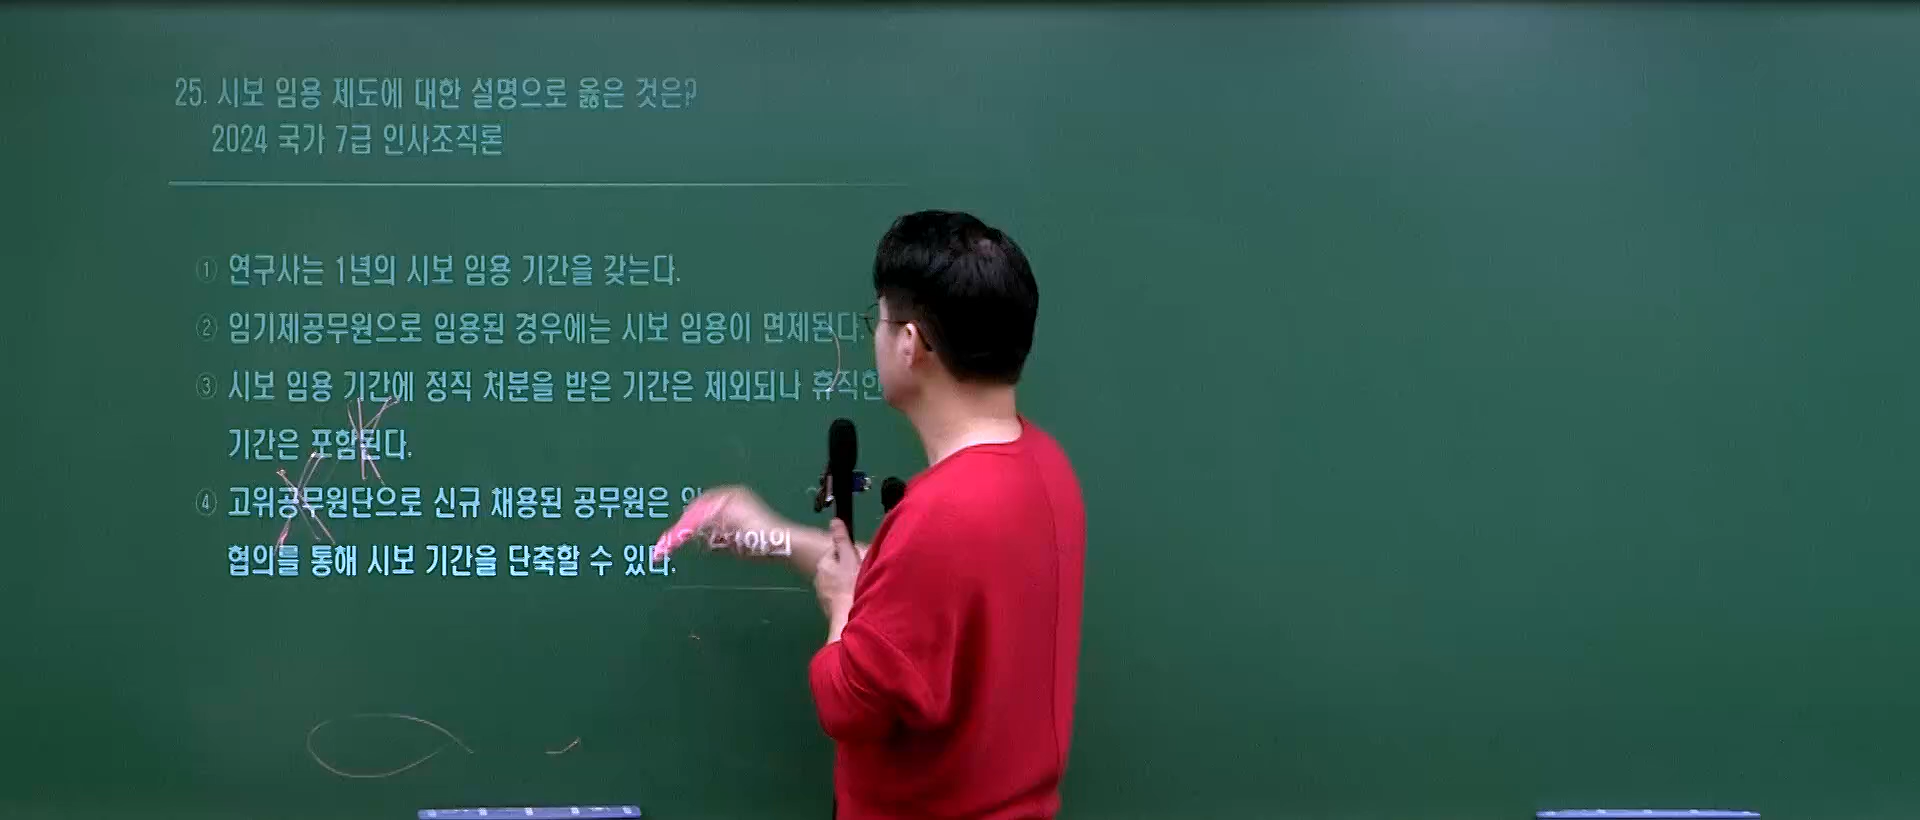 25. 시보 임용 제도에 대한 설명으로 옳은 것은?
2024 국가 7급 인사조직론
① 연구사는 1년의 시보 임용 기간을 갖는다.
② 임기제공무원으로 임용된 경우에는 시보 임용이 면제된다.
③ 시보 임용 기간에 정직 처분을 받은 기간은 제외되나 휴직한
기간은 포함된다.
④ 고위공무원단으로 신규 채용된 공무원은
협의를 통해 시보 기간을 단축할 수 있다.